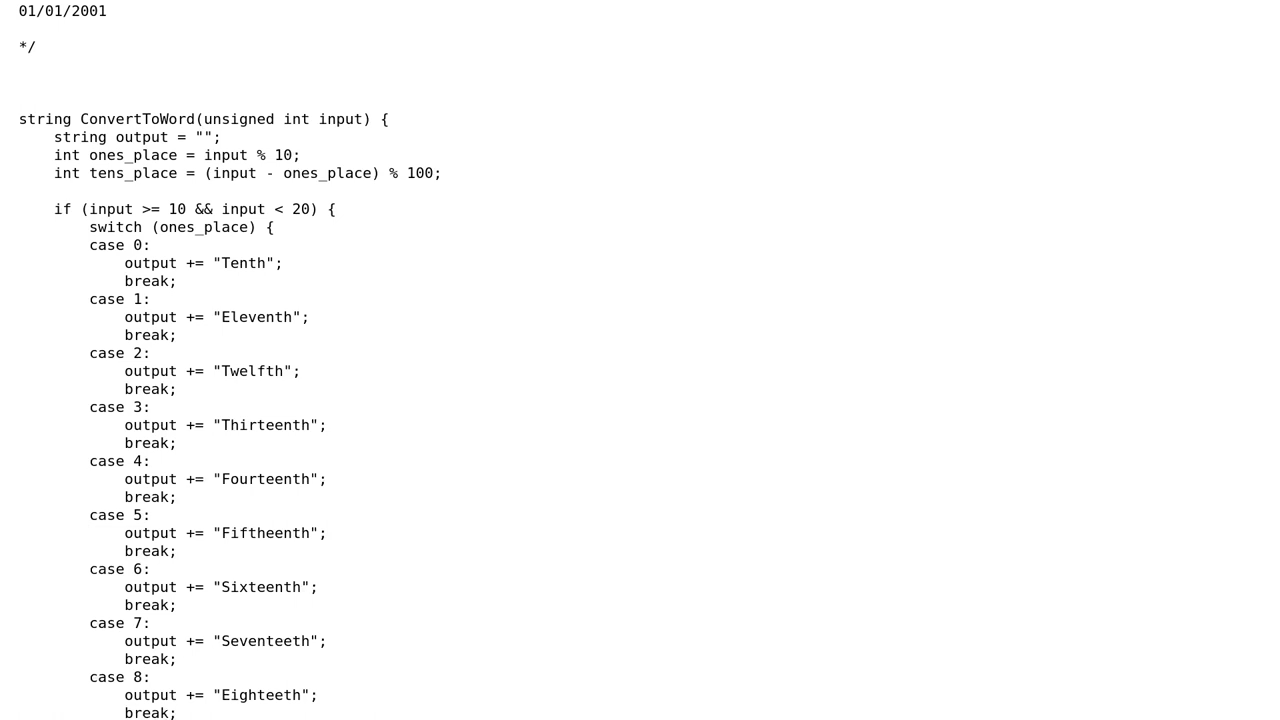 01/01/2001
*/
string ConvertToWord(unsigned int input) {
    string output = "";
    int ones_place = input % 10;
    int tens_place = (input - ones_place) % 100;
    if (input >= 10 && input < 20) {
        switch (ones_place) {
        case 0:
            output += "Tenth";
            break;
        case 1:
            output += "Eleventh";
            break;
        case 2:
            output += "Twelfth";
            break;
        case 3:
            output += "Thirteenth";
            break;
        case 4:
            output += "Fourteenth";
            break;
        case 5:
            output += "Fiftheenth";
            break;
        case 6:
            output += "Sixteenth";
            break;
        case 7:
            output += "Seventeeth";
            break;
        case 8:
            output += "Eighteeth";
            break;